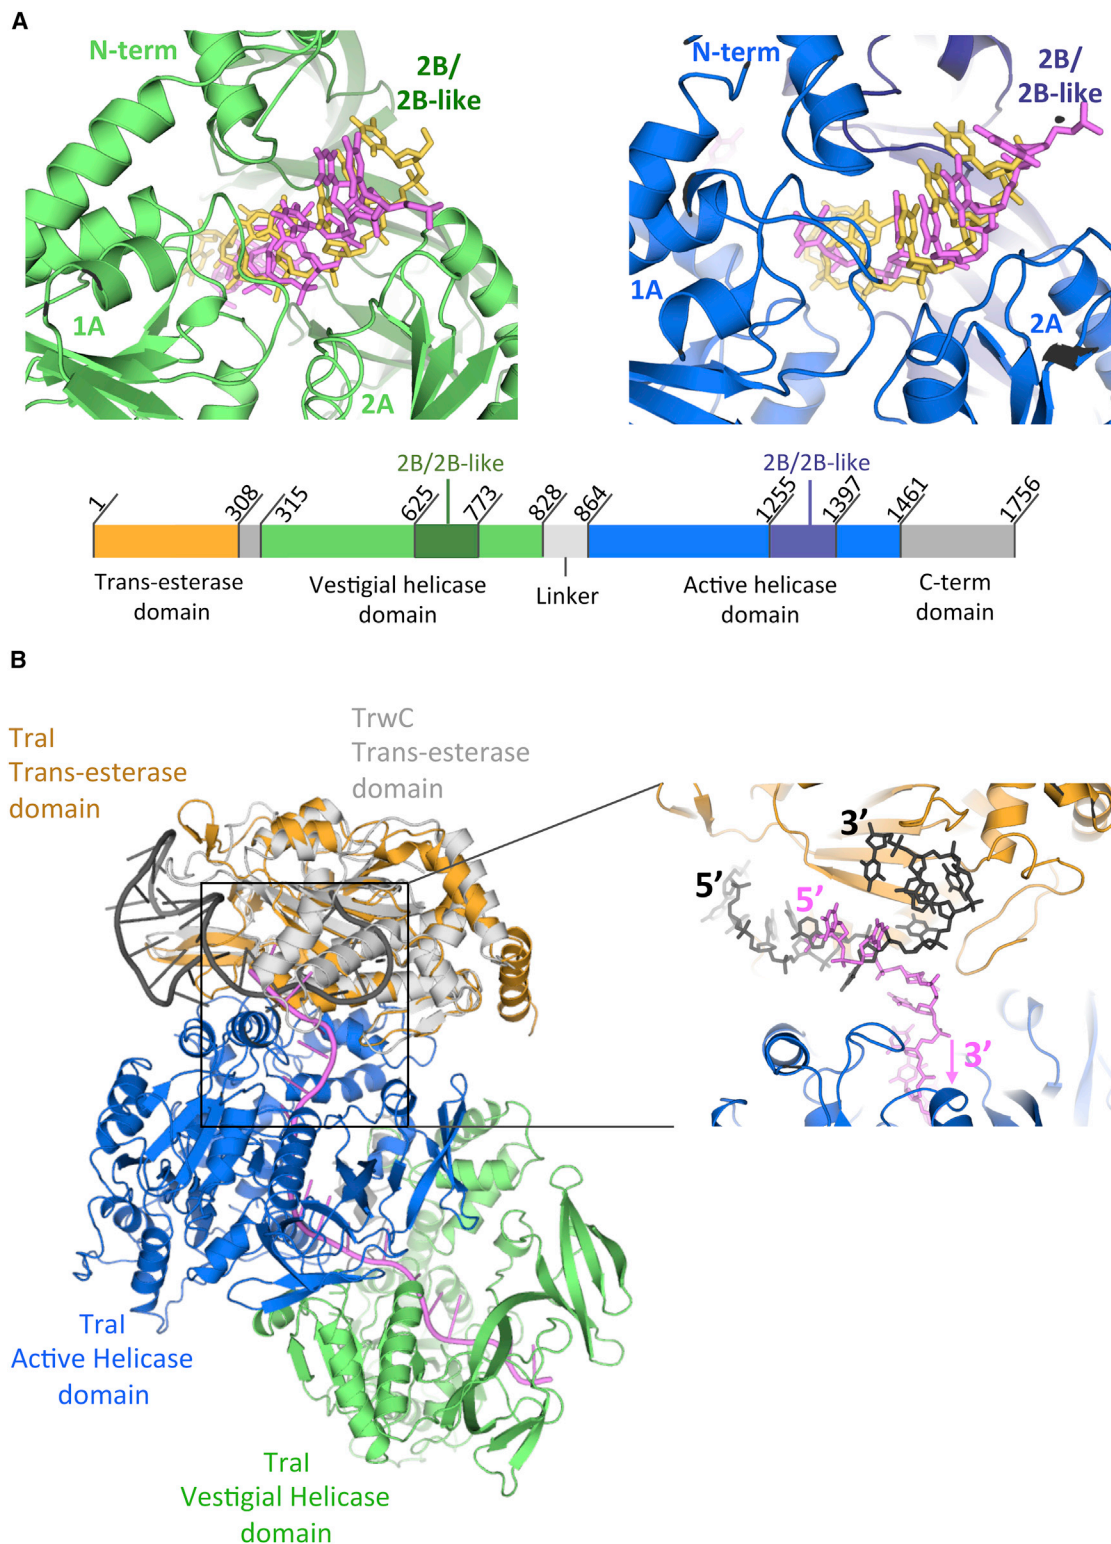 A
N-term
2B/
2B-like
1A
2A
N-term
2B/
2B-like
1A
2A
2B/2B-like
2B/2B-like
1
308
315
625
773
828
864
1255
1397
1461
1756
Trans-esterase
domain
Vestigial helicase
domain
Linker
Active helicase
domain
C-term
domain
B
TraI
Trans-esterase
domain
TrwC
Trans-esterase
domain
3’
5’
5’
3’
TraI
Active Helicase
domain
TraI
Vestigial Helicase
domain